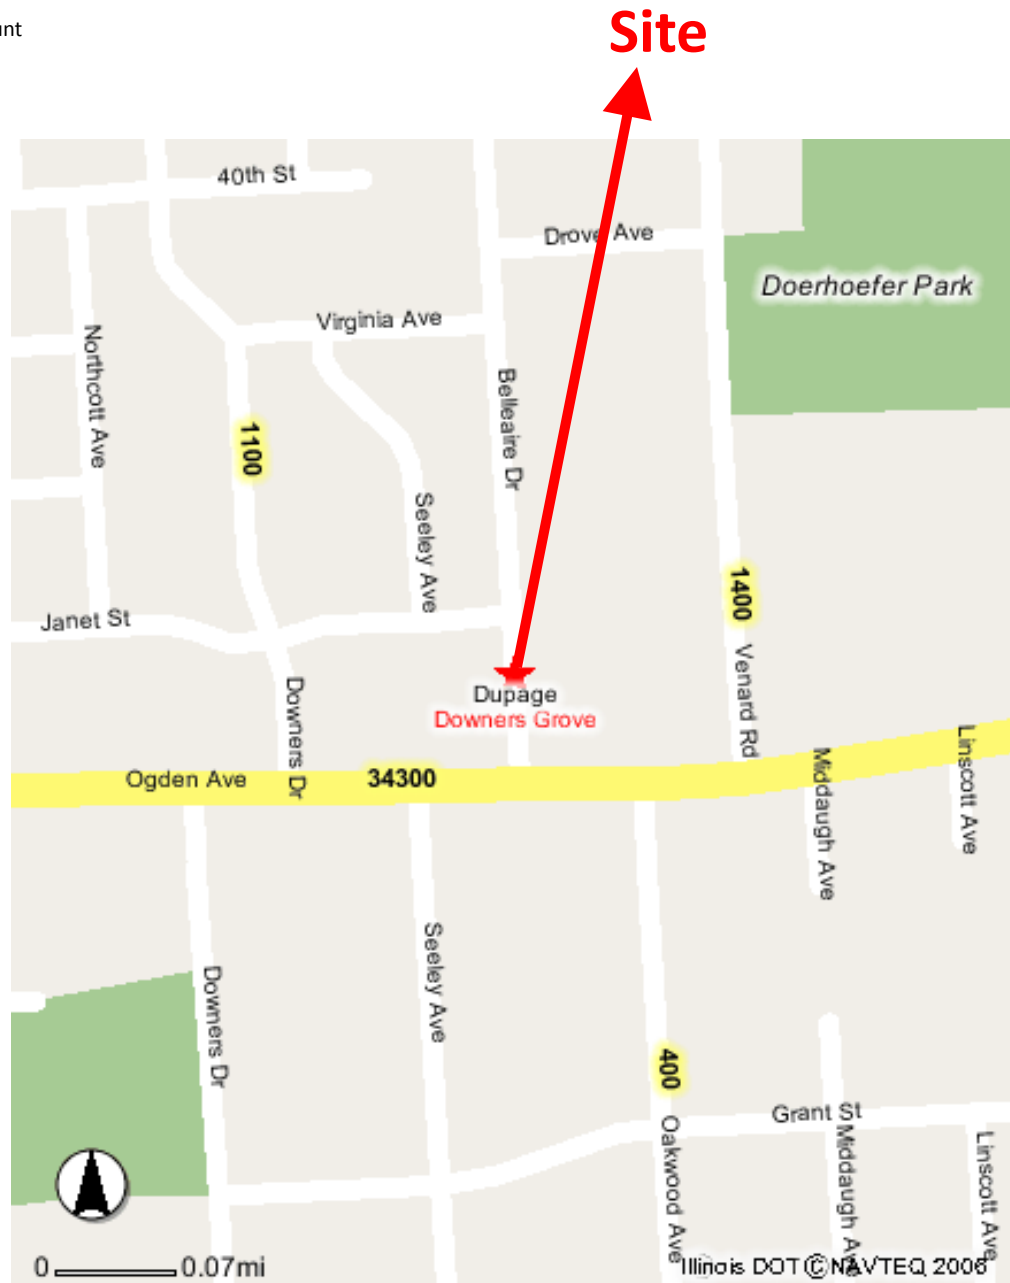 unt
Site
40th St
Drove Ave
Doerhoefer Park
Virginia Ave
Northcott Ave
Belleaire Dr
1100
Seeley Ave
1400
Janet St
Venard Rd
Downers Dr
Dupage
Downers Grove
Linscott Ave
Ogden Ave
34300
Middaugh Ave
Seeley Ave
Downers Dr
400
Grant St
Oakwood Ave
Middaugh Ave
Linscott Ave
0 0.07mi
Illinois DOT © NAVTEQ 2006